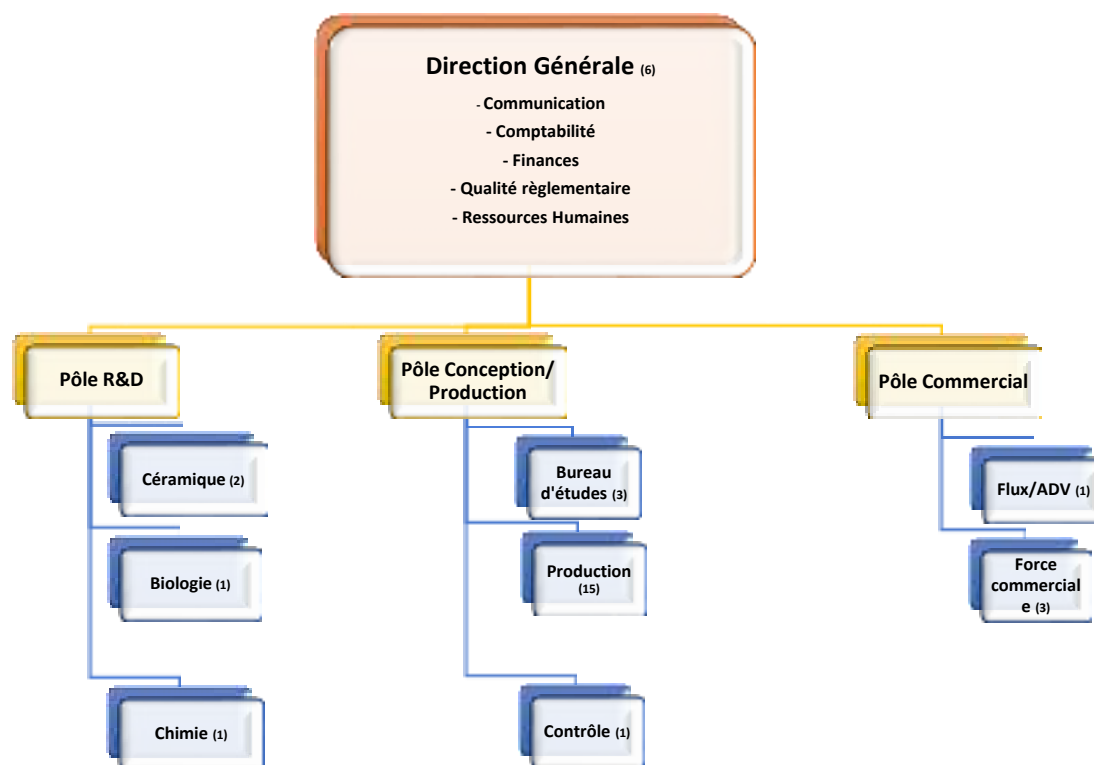 Direction Générale (6)
- Communication
- Comptabilité
- Finances
- Qualité règlementaire
- Ressources Humaines
Pôle R&D
Pôle Conception/
Production
Pôle Commercial
Céramique (2)
Biologie (1)
Chimie (1)
Bureau
d'études (3)
Production
(15)
Contrôle (1)
Flux/ADV (1)
Force
commercial
e (3)